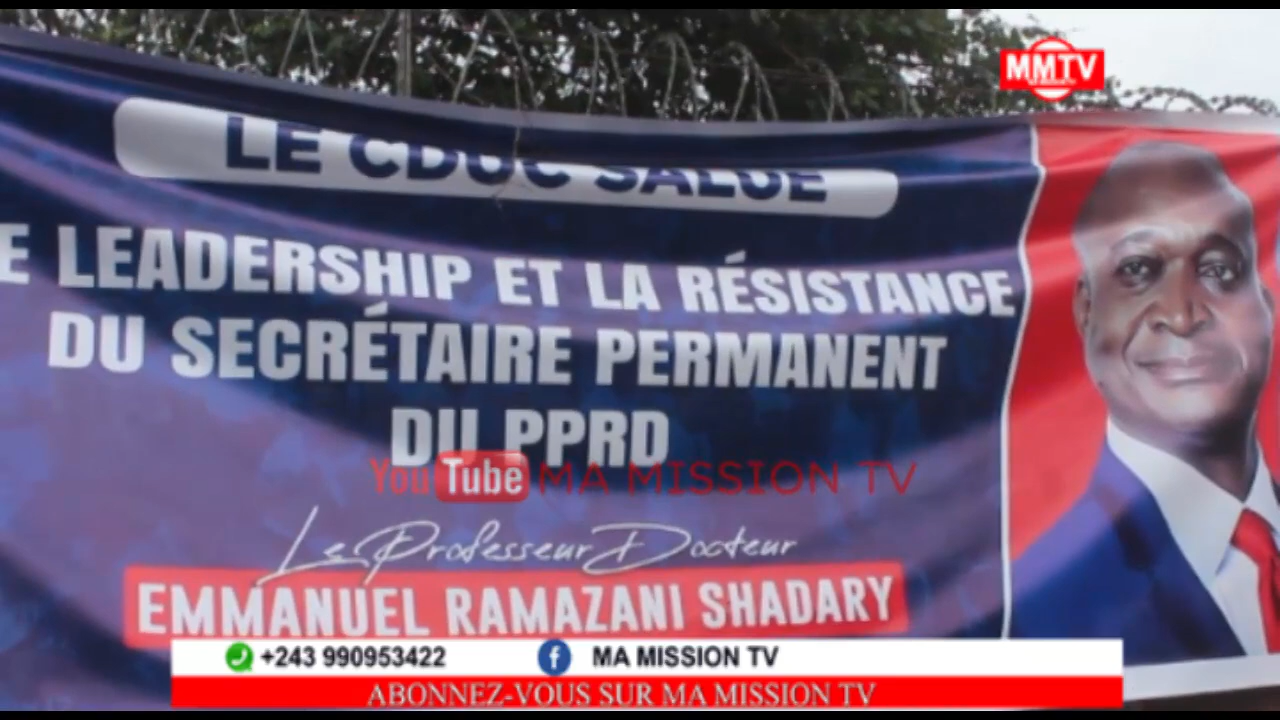 MMTV
LE CDUC SALUE
E LEADERSHIP ET LA RÉSISTANCE
DU SECRÉTAIRE PERMANENT
DU PPRD
YouTube MA MISSION TV
Le Professeur Docteur
EMMANUEL RAMAZANI SHADARY
+243 990953422 MA MISSION TV
ABONNEZ-VOUS SUR MA MISSION TV